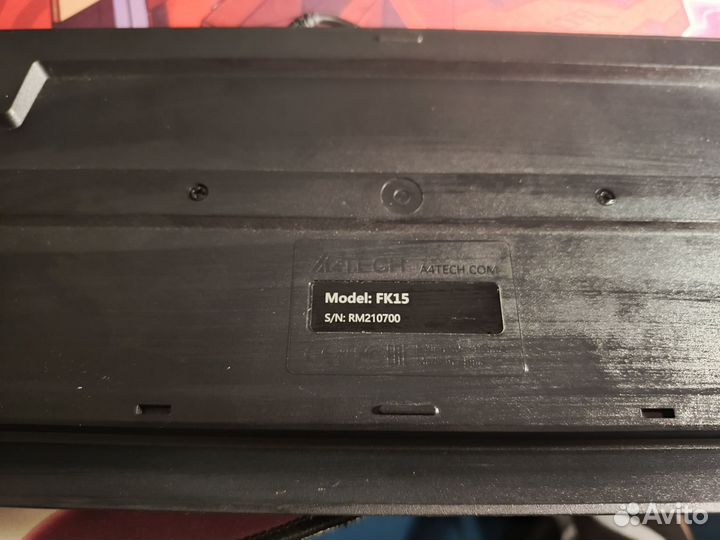 A4TECH A4TECH.COM
Model: FK15
S/N: RM210700
Avito